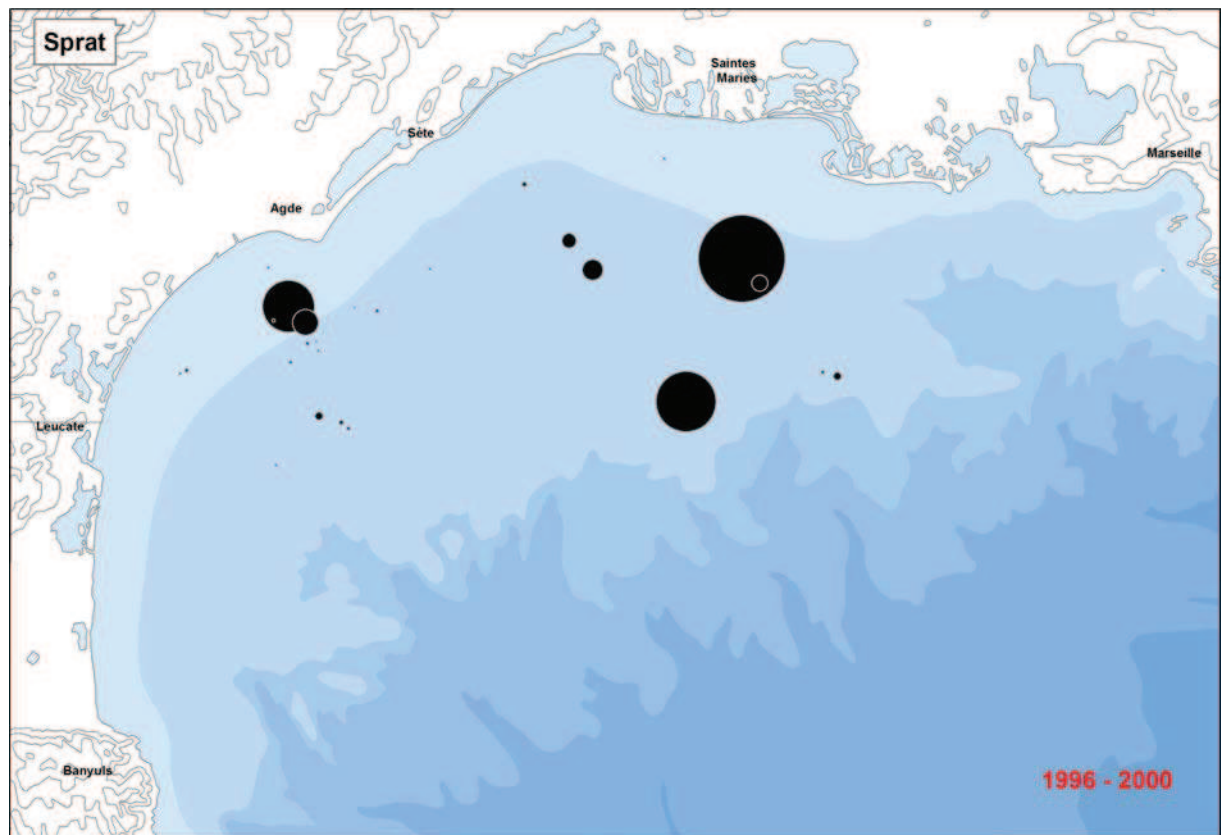 Sprat
Saintes
Maries
Sète
Marseille
Agde
Leucate
Banyuls
1996 - 2000